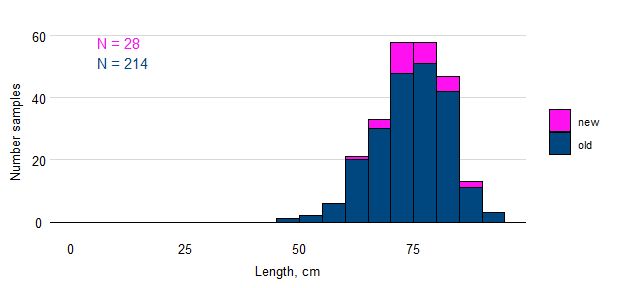 N = 28
N = 214
60
40
20
0
Number samples
0 25 50 75
Length, cm
new
old